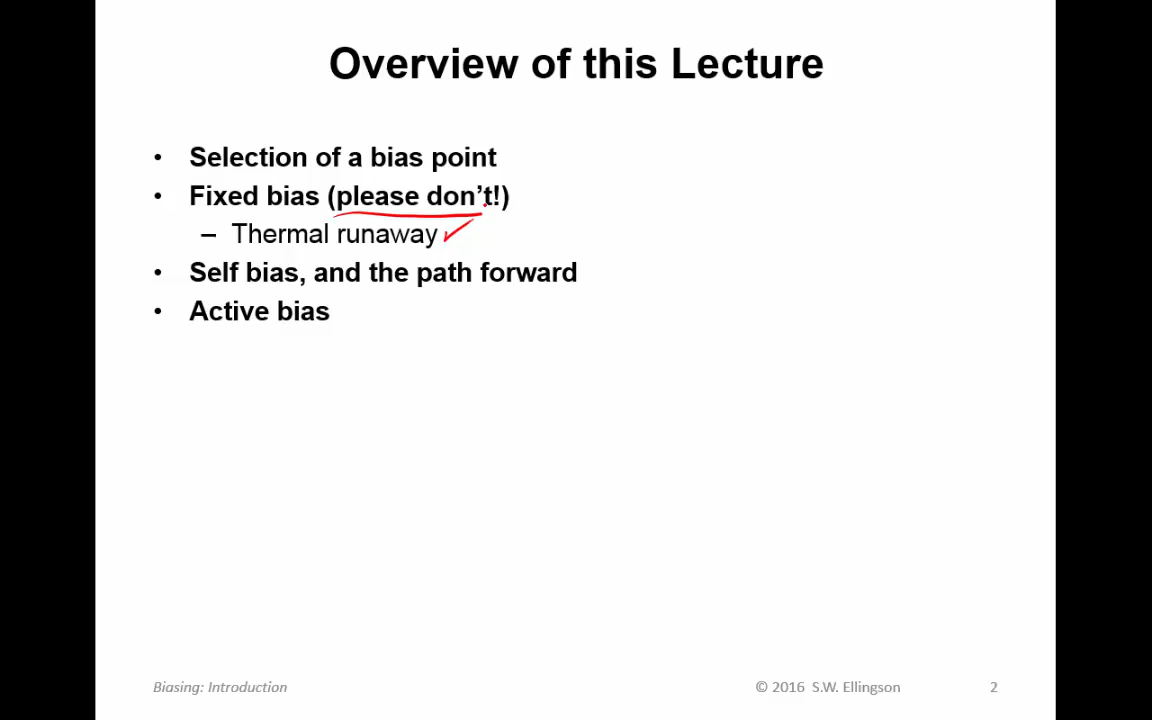 Overview of this Lecture
• Selection of a bias point
• Fixed bias (please don’t!)
– Thermal runaway
• Self bias, and the path forward
• Active bias
Biasing: Introduction © 2016 S.W. Ellingson 2